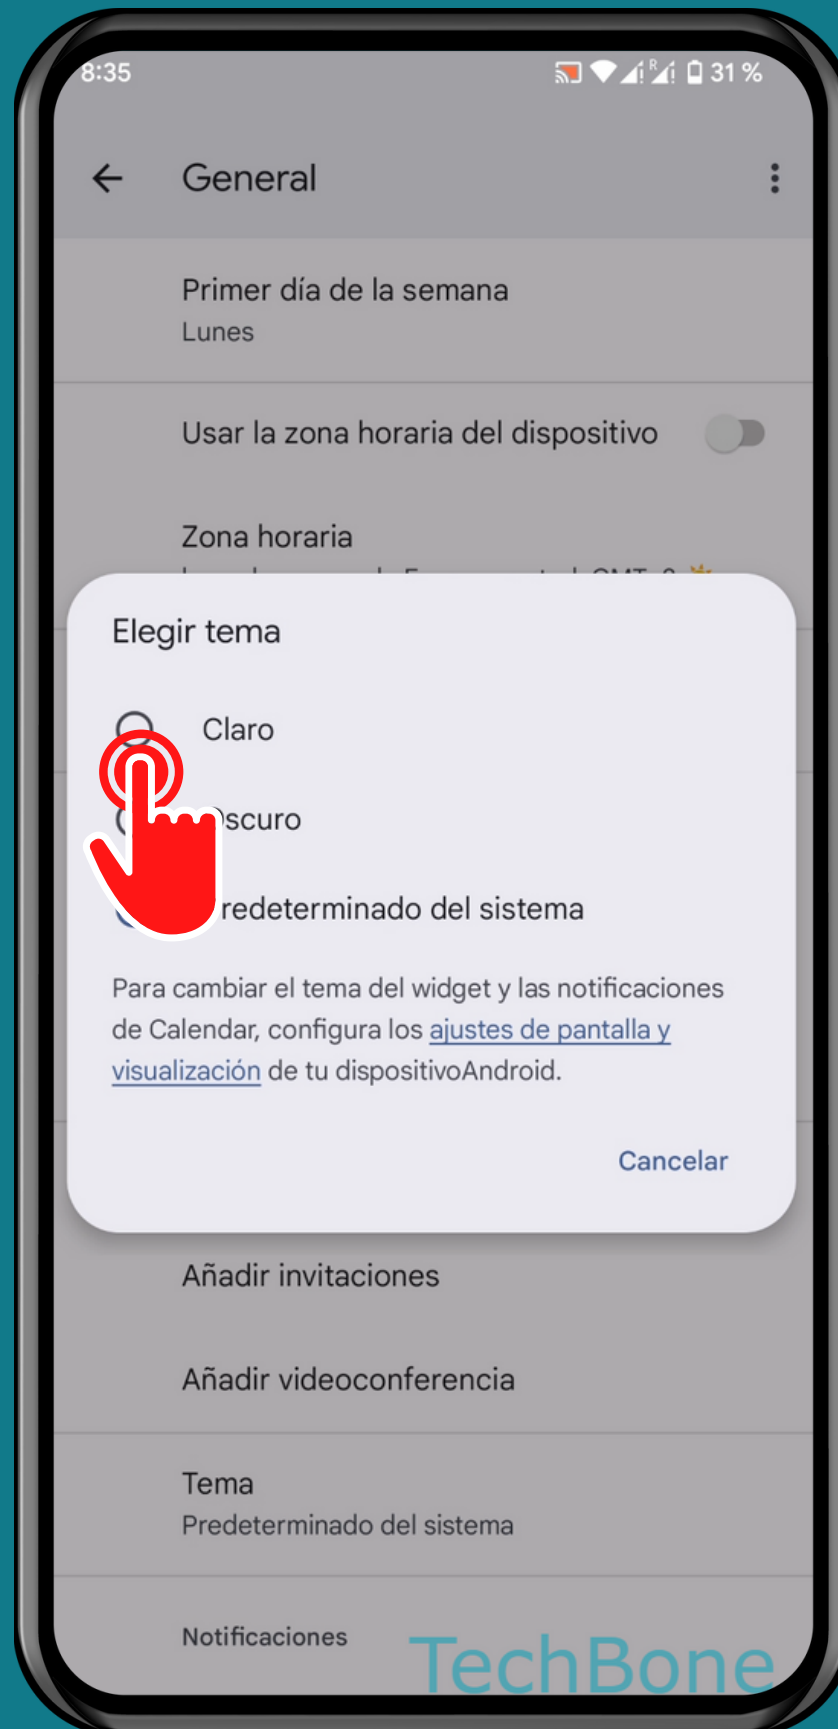 8:35
R
31 %
General
Primer día de la semana
Lunes
Usar la zona horaria del dispositivo
Zona horaria
Elegir tema
Claro
Oscuro
Predeterminado del sistema
Para cambiar el tema del widget y las notificaciones
de Calendar, configura los ajustes de pantalla y
visualización de tu dispositivoAndroid.
Cancelar
Añadir invitaciones
Añadir videoconferencia
Tema
Predeterminado del sistema
Notificaciones
TechBone